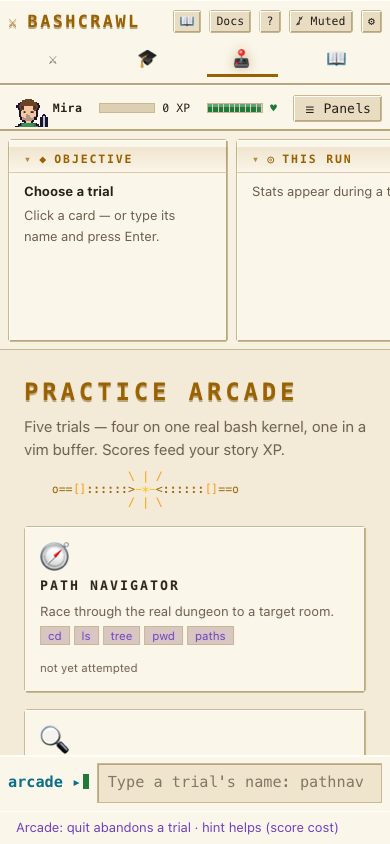 BASHCRAWL
Docs
?
Muted
Mira
0 XP
Panels
OBJECTIVE
Choose a trial
Click a card — or type its
name and press Enter.
THIS RUN
Stats appear during a t
PRACTICE ARCADE
Five trials — four on one real bash kernel, one in a
vim buffer. Scores feed your story XP.
\ | /
o==[]::::::>-*-<::::::[]==o
/ | \
PATH NAVIGATOR
Race through the real dungeon to a target room.
cd ls tree pwd paths
not yet attempted
arcade ▸
Type a trial's name: pathnav
Arcade: quit abandons a trial · hint helps (score cost)